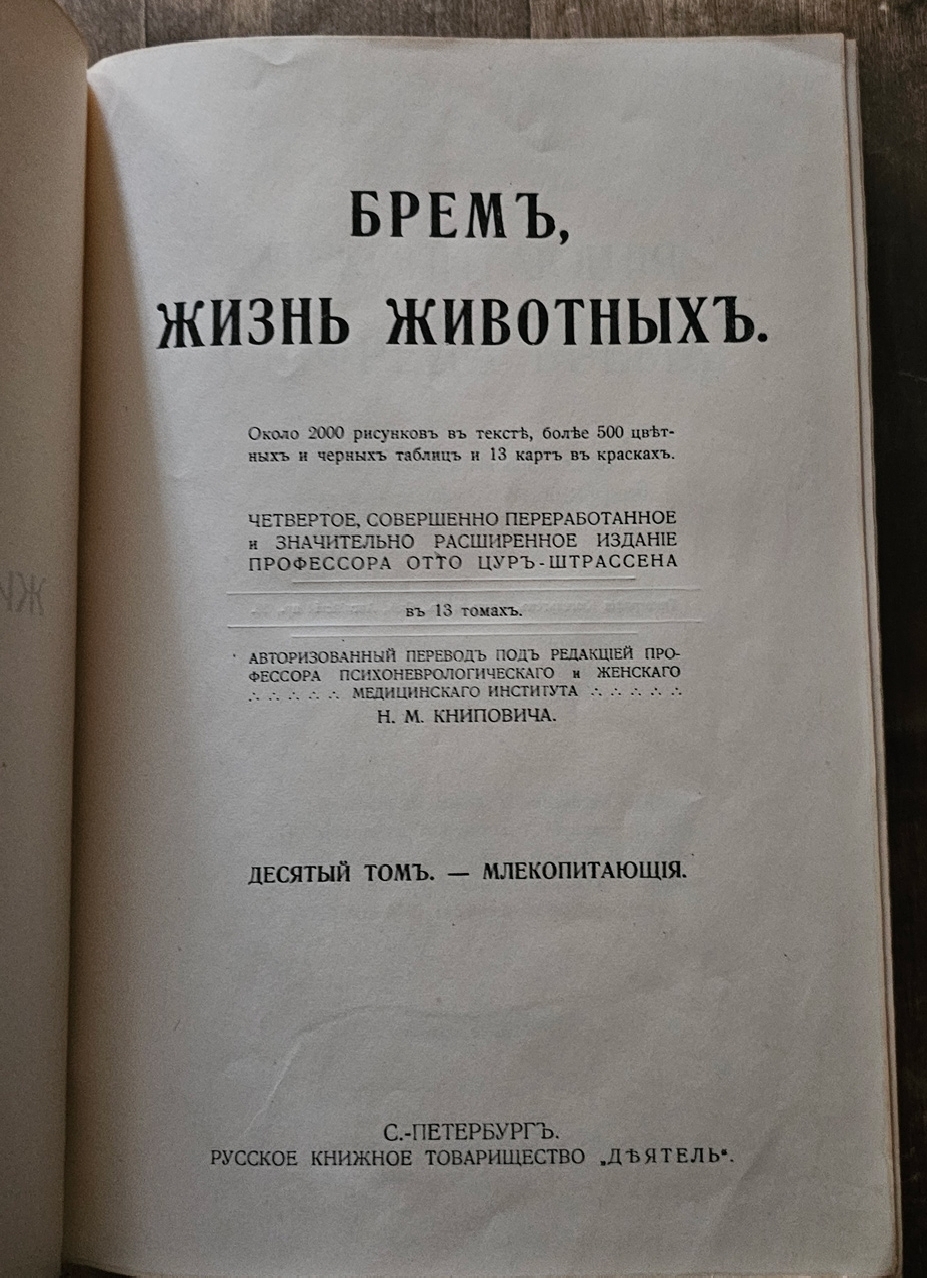 БРЕМЪ,
ЖИЗНЬ ЖИВОТНЫХЪ.
Около 2000 рисунковъ въ текстѣ, болѣе 500 цвѣт-
ныхъ и черныхъ таблицъ и 13 картъ въ краскахъ.
ЧЕТВЕРТОЕ, СОВЕРШЕННО ПЕРЕРАБОТАННОЕ
и ЗНАЧИТЕЛЬНО РАСШИРЕННОЕ ИЗДАНІЕ
ПРОФЕССОРА ОТТО ЦУРЪ-ШТРАССЕНА
въ 13 томахъ.
АВТОРИЗОВАННЫЙ ПЕРЕВОДЪ ПОДЪ РЕДАКЦІЕЙ ПРО-
ФЕССОРА ПСИХОНЕВРОЛОГИЧЕСКАГО и ЖЕНСКАГО
МЕДИЦИНСКАГО ИНСТИТУТА
Н. М. КНИПОВИЧА.
ДЕСЯТЫЙ ТОМЪ. — МЛЕКОПИТАЮЩІЯ.
С.-ПЕТЕРБУРГЪ.
РУССКОЕ КНИЖНОЕ ТОВАРИЩЕСТВО „ДѢЯТЕЛЬ“.